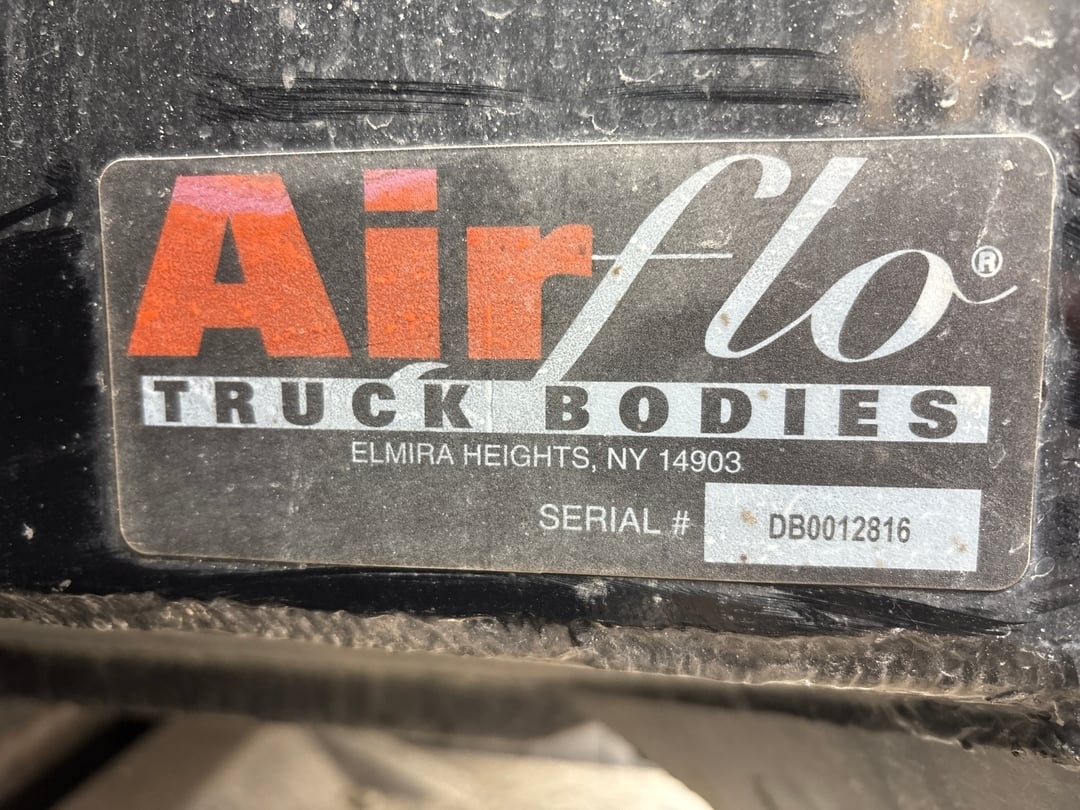 Airflo®
TRUCK BODIES
ELMIRA HEIGHTS, NY 14903
SERIAL # DB0012816